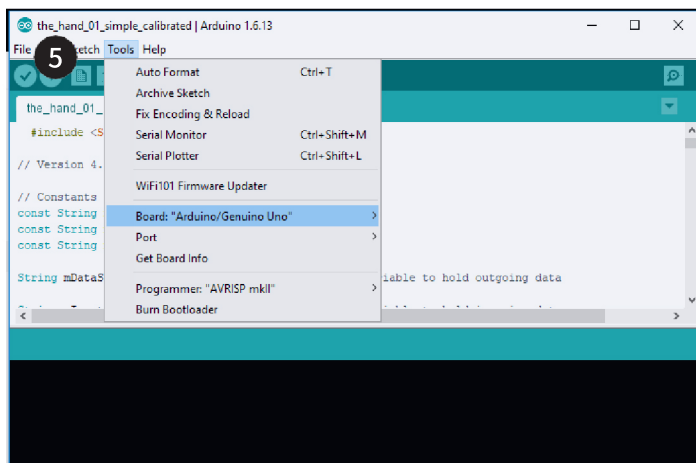 the_hand_01_simple_calibrated | Arduino 1.6.13
File 5 etch Tools Help
Auto Format Ctrl+T
Archive Sketch
the_hand_01_ Fix Encoding & Reload
#include <S Serial Monitor Ctrl+Shift+M
// Version 4. Serial Plotter Ctrl+Shift+L
WiFi101 Firmware Updater
// Constants
const String Board: "Arduino/Genuino Uno"
const String Port
const String Get Board Info
String mDataS iable to hold outgoing data
Programmer: "AVRISP mkII"
Burn Bootloader